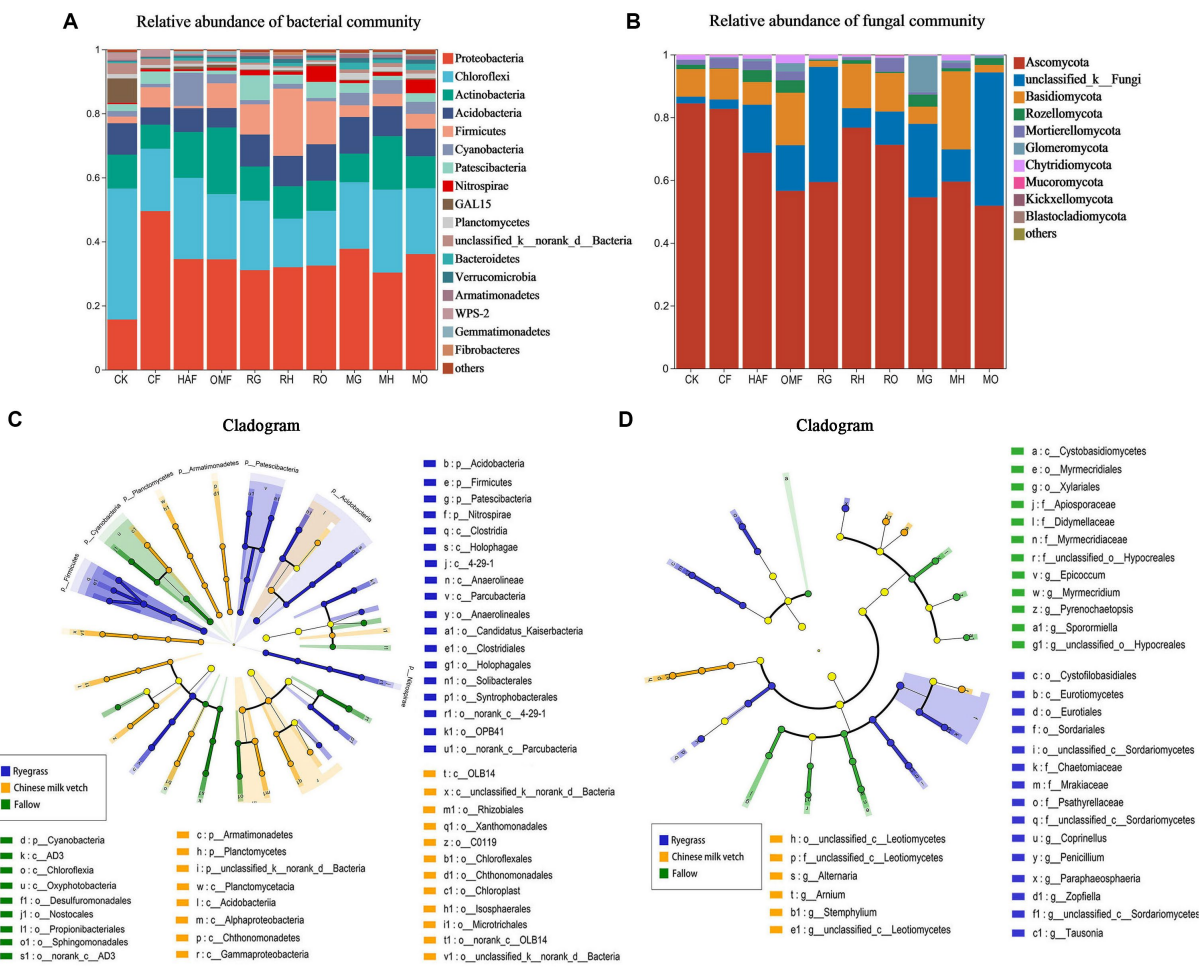 A
Relative abundance of bacterial community
1
0.8
0.6
0.4
0.2
0
CK CF HAF OMF RG RH RO MG MH MO
Proteobacteria
Chloroflexi
Actinobacteria
Acidobacteria
Firmicutes
Cyanobacteria
Patescibacteria
Nitrospirae
GAL15
Planctomycetes
unclassified_k__norank_d__Bacteria
Bacteroidetes
Verrucomicrobia
Armatimonadetes
WPS-2
Gemmatimonadetes
Fibrobacteres
others
B
Relative abundance of fungal community
1
0.8
0.6
0.4
0.2
0
CK CF HAF OMF RG RH RO MG MH MO
Ascomycota
unclassified_k__Fungi
Basidiomycota
Rozellomycota
Mortierellomycota
Glomeromycota
Chytridiomycota
Mucoromycota
Kickxellomycota
Blastocladiomycota
others
C
Cladogram
p__Firmicutes
p__Cyanobacteria
p__Planctomycetes
p__Armatimonadetes
p__Patescibacteria
p__Acidobacteria
p__Nitrospirae
Ryegrass
Chinese milk vetch
Fallow
b : p__Acidobacteria
e : p__Firmicutes
g : p__Patescibacteria
f : p__Nitrospirae
q : c__Clostridia
s : c__Holophagae
j : c__4-29-1
n : c__Anaerolineae
v : c__Parcubacteria
y : o__Anaerolineales
a1 : o__Candidatus_Kaiserbacteria
e1 : o__Clostridiales
g1 : o__Holophagales
n1 : o__Solibacterales
p1 : o__Syntrophobacterales
r1 : o__norank_c__4-29-1
k1 : o__OPB41
u1 : o__norank_c__Parcubacteria
t : c__OLB14
x : c__unclassified_k__norank_d__Bacteria
m1 : o__Rhizobiales
q1 : o__Xanthomonadales
z : o__C0119
b1 : o__Chloroflexales
d1 : o__Chthonomonadales
c1 : o__Chloroplast
h1 : o__Isosphaerales
i1 : o__Microtrichales
t1 : o__norank_c__OLB14
v1 : o__unclassified_k__norank_d__Bacteria
d : p__Cyanobacteria
k : c__AD3
o : c__Chloroflexia
u : c__Oxyphotobacteria
f1 : o__Desulfuromonadales
j1 : o__Nostocales
l1 : o__Propionibacteriales
o1 : o__Sphingomonadales
s1 : o__norank_c__AD3
c : p__Armatimonadetes
h : p__Planctomycetes
i : p__unclassified_k__norank_d__Bacteria
w : c__Planctomycetacia
l : c__Acidobacteriia
m : c__Alphaproteobacteria
p : c__Chthonomonadetes
r : c__Gammaproteobacteria
D
Cladogram
a : c__Cystobasidiomycetes
e : o__Myrmecridiales
g : o__Xylariales
j : f__Apiosporaceae
l : f__Didymellaceae
n : f__Myrmecridiaceae
r : f__unclassified_o__Hypocreales
v : g__Epicoccum
w : g__Myrmecridium
z : g__Pyrenochaetopsis
a1 : g__Sporormiella
g1 : g__unclassified_o__Hypocreales
c : o__Cystofilobasidiales
b : c__Eurotiomycetes
d : o__Eurotiales
f : o__Sordariales
i : o__unclassified_c__Sordariomycetes
k : f__Chaetomiaceae
m : f__Mrakiaceae
o : f__Psathyrellaceae
q : f__unclassified_c__Sordariomycetes
u : g__Coprinellus
y : g__Penicillium
x : g__Paraphaeosphaeria
d1 : g__Zopfiella
f1 : g__unclassified_c__Sordariomycetes
c1 : g__Tausonia
Ryegrass
Chinese milk vetch
Fallow
h : o__unclassified_c__Leotiomycetes
p : f__unclassified_c__Leotiomycetes
s : g__Alternaria
t : g__Arnium
b1 : g__Stemphylium
e1 : g__unclassified_c__Leotiomycetes